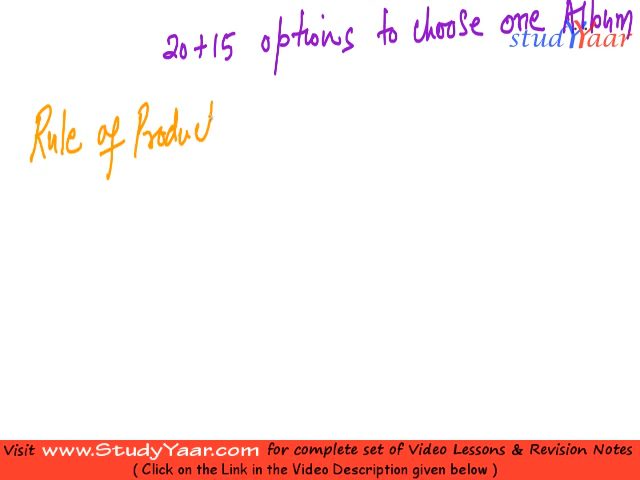 20+15 options to choose one Album
studYYaar
Rule of Product
Visit www.StudyYaar.com for complete set of Video Lessons & Revision Notes
( Click on the Link in the Video Description given below )